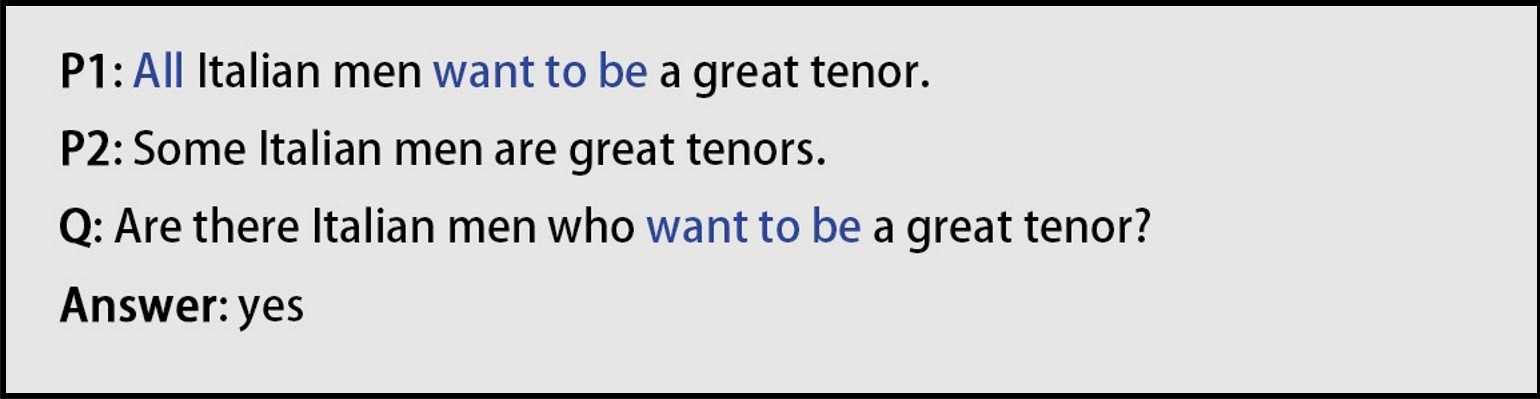 P1: All Italian men want to be a great tenor.
P2: Some Italian men are great tenors.
Q: Are there Italian men who want to be a great tenor?
Answer: yes